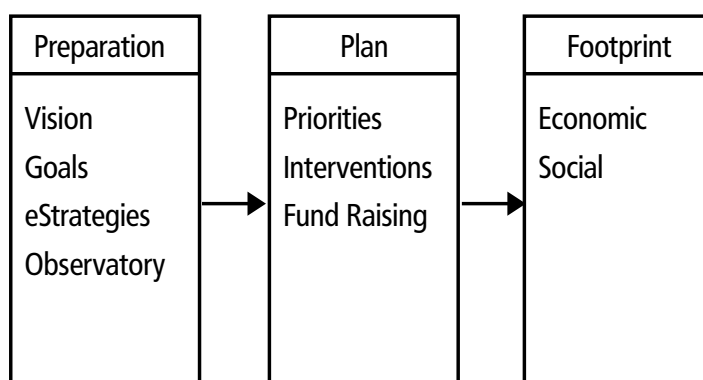 Preparation
Vision
Goals
eStrategies
Observatory
Plan
Priorities
Interventions
Fund Raising
Footprint
Economic
Social